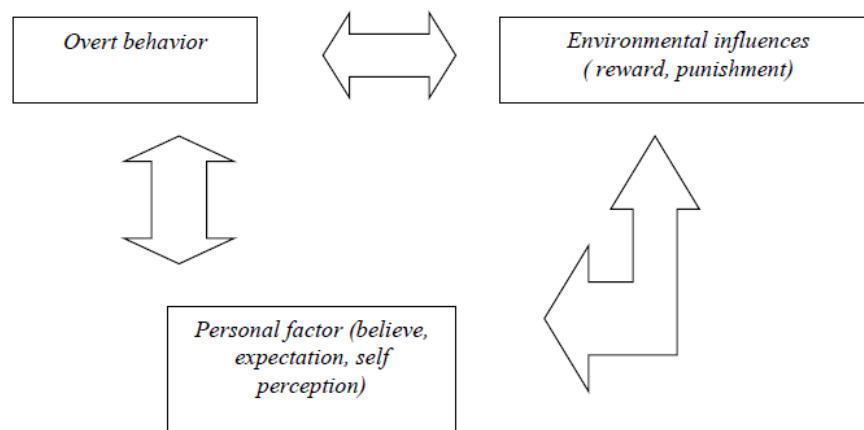 Overt behavior
Environmental influences
( reward, punishment)
Personal factor (believe,
expectation, self
perception)